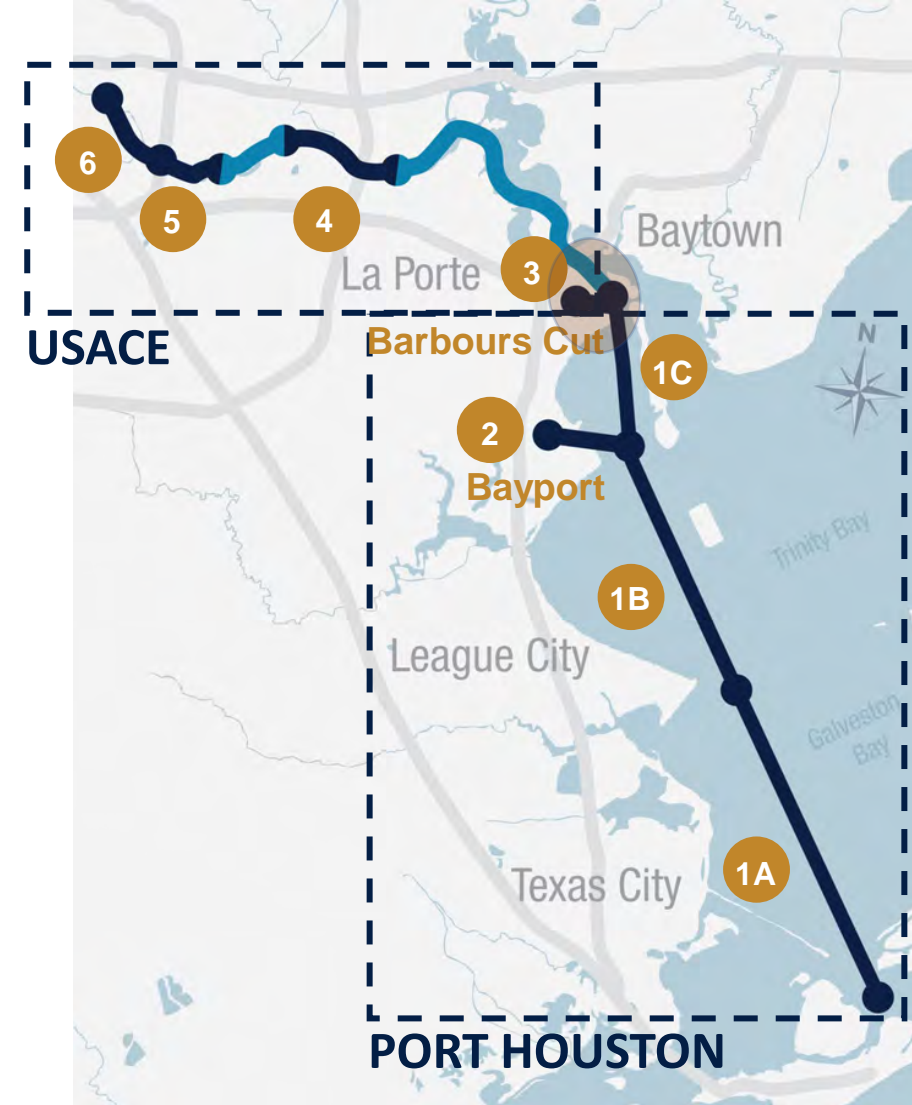 6
5
4
Baytown
3
La Porte
USACE
Barbours Cut
N
1C
2
Bayport
Trinity Bay
1B
League City
Galveston
Bay
1A
Texas City
PORT HOUSTON